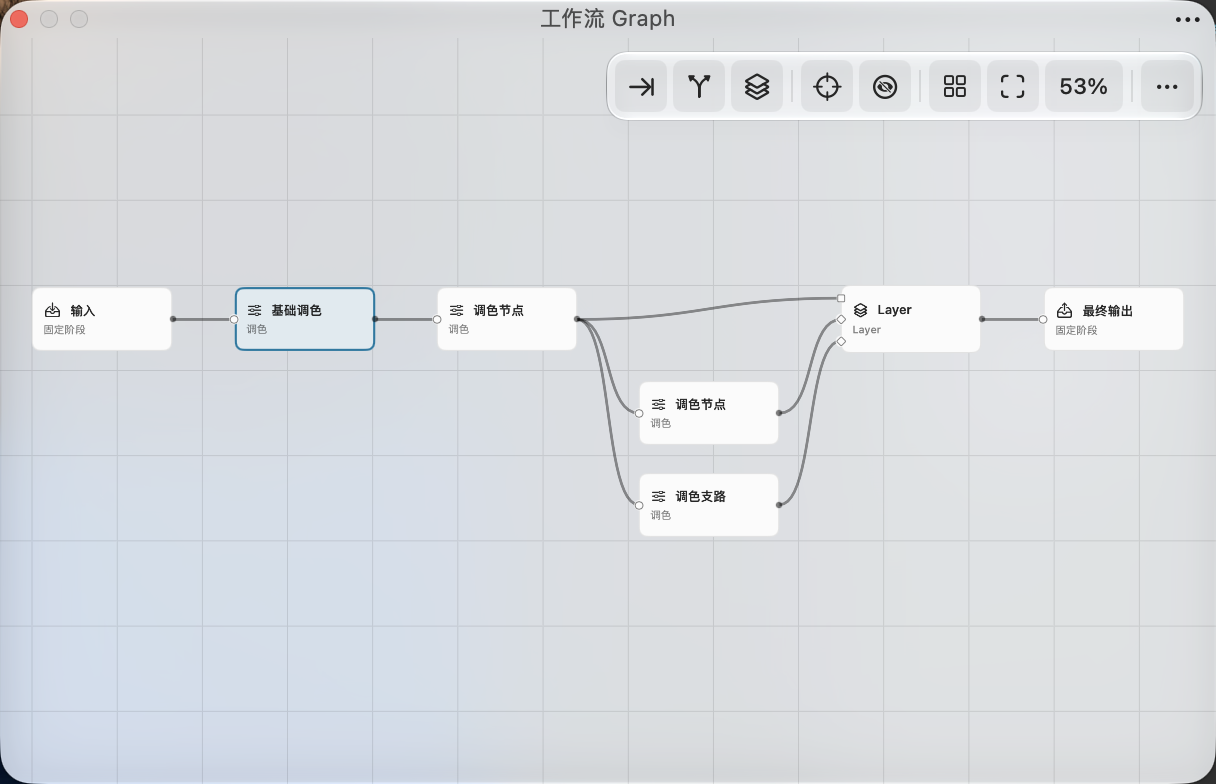 工作流 Graph
53%
输入
固定阶段
基础调色
调色
调色节点
调色
Layer
Layer
最终输出
固定阶段
调色节点
调色
调色支路
调色